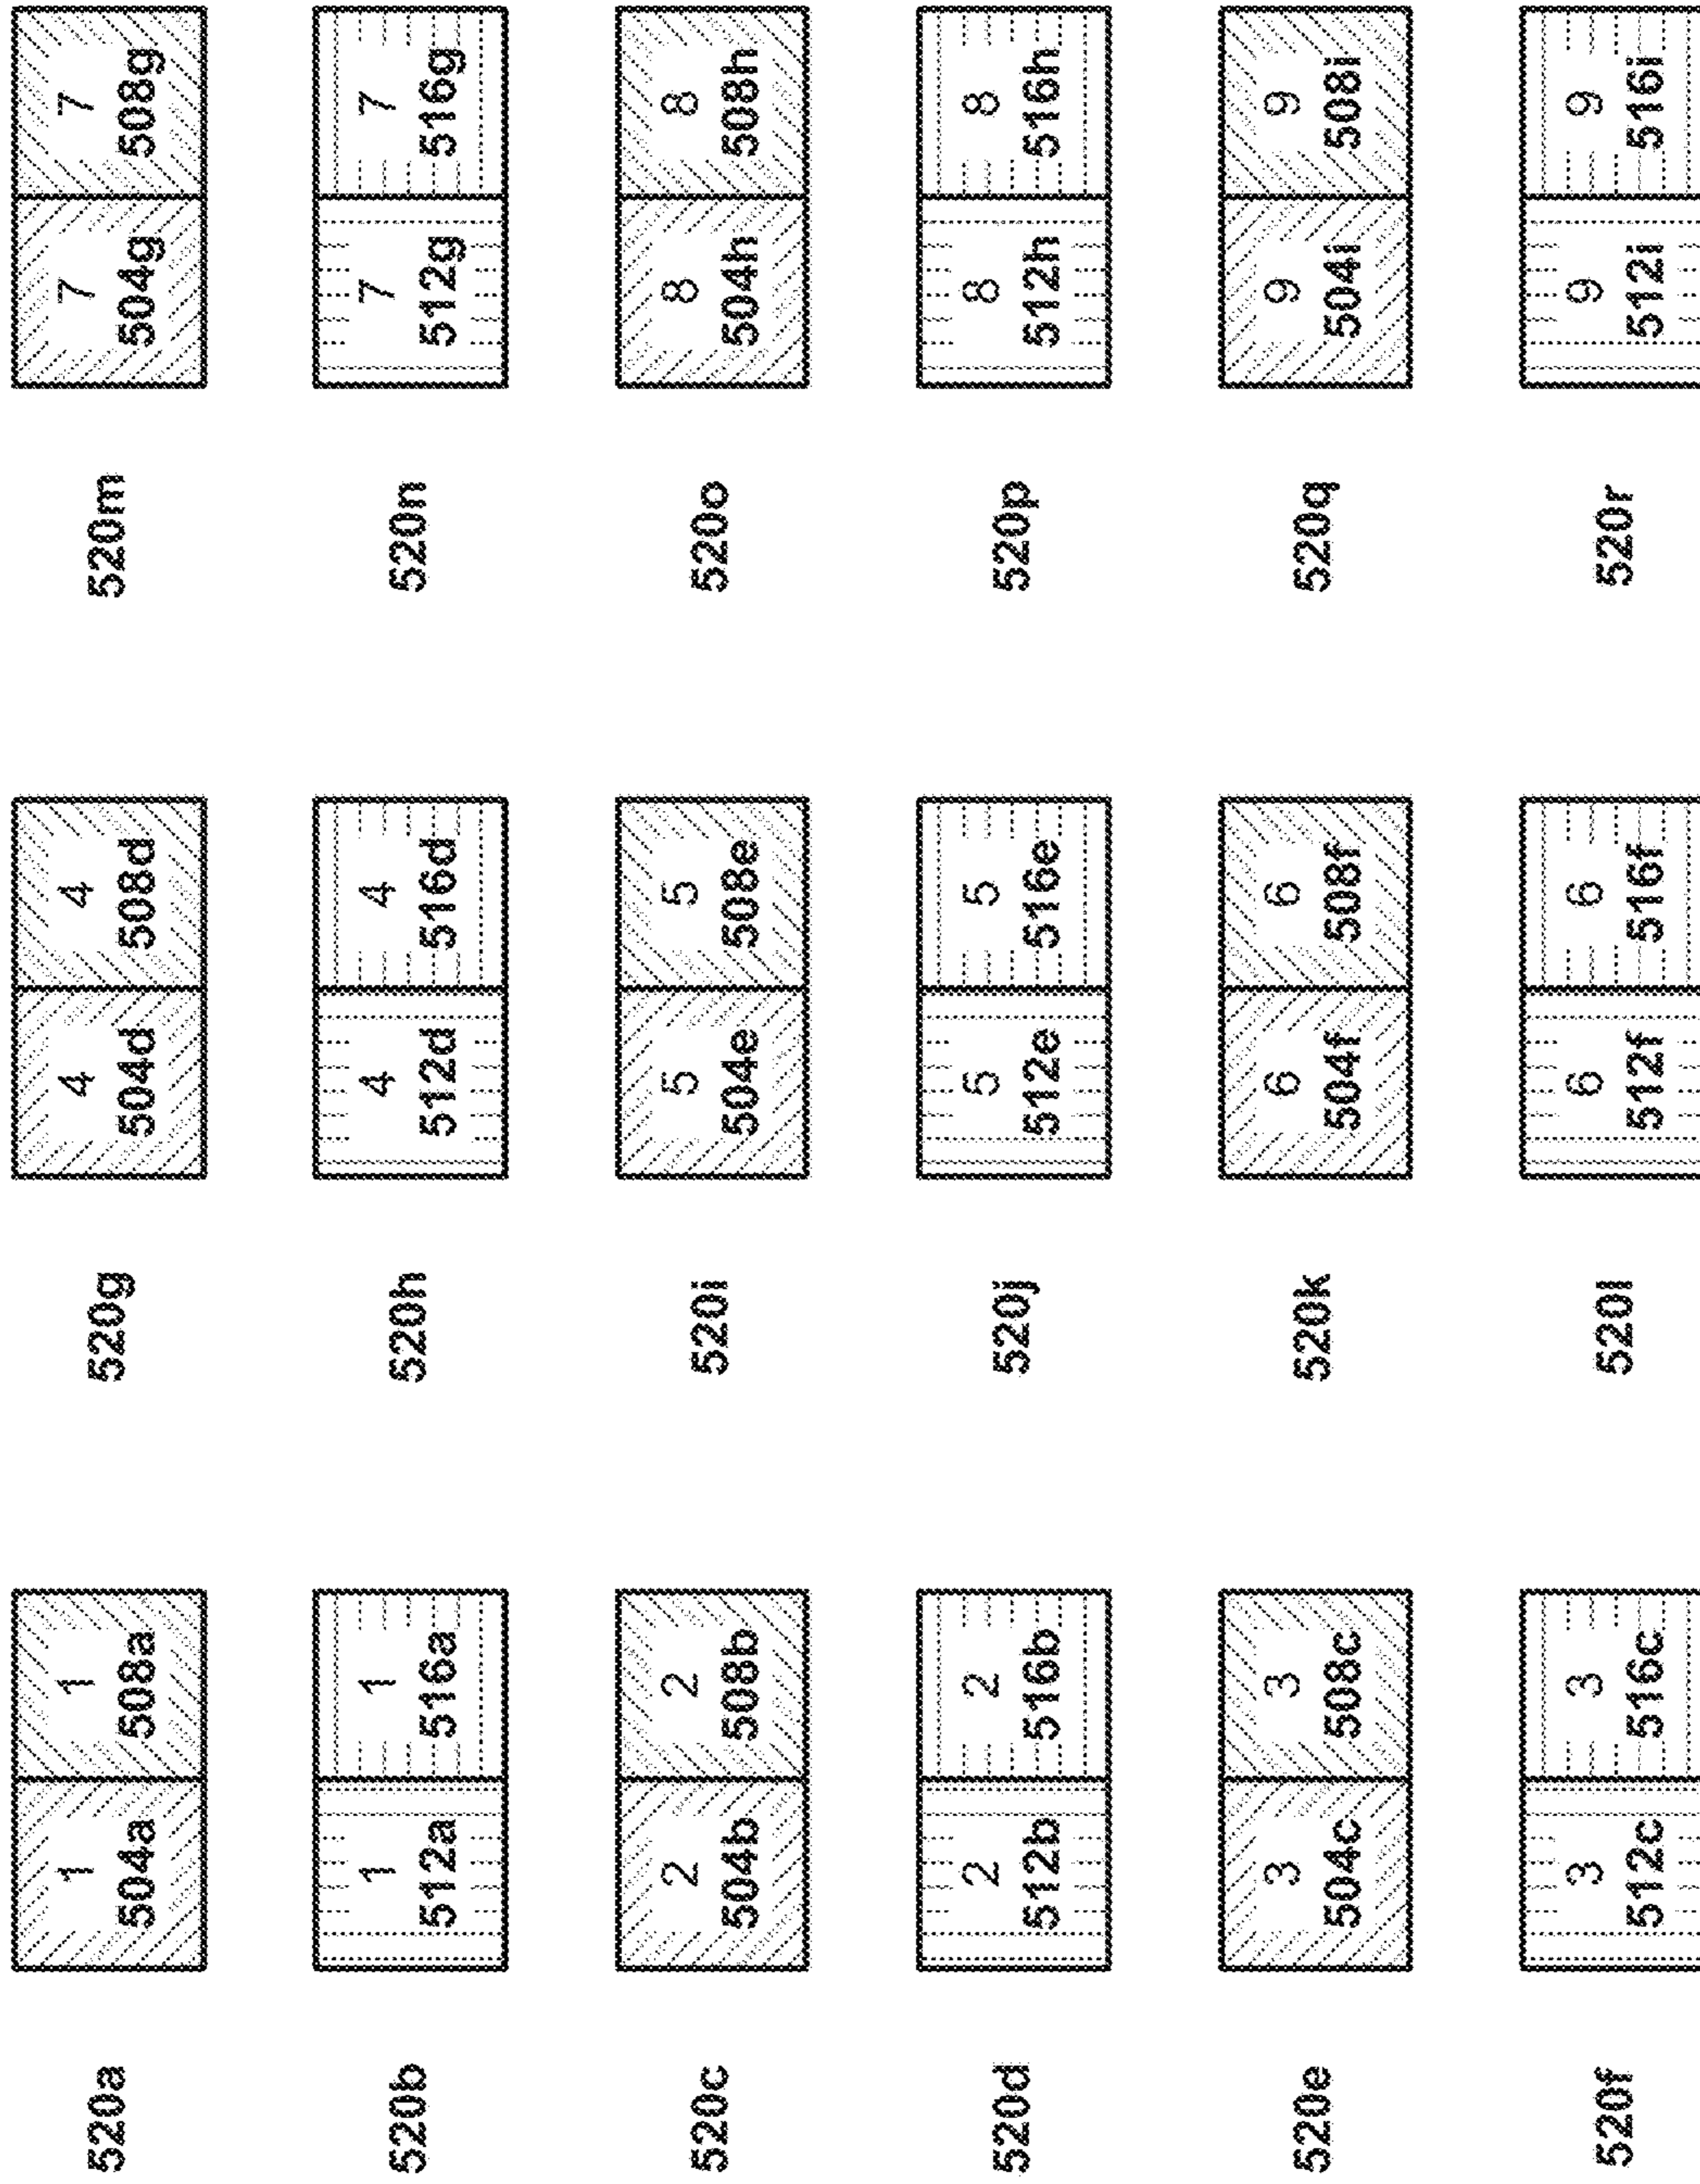 520a
1 1
504a 508a
520b
1 1
512a 516a
520c
2 2
504b 508b
520d
2 2
512b 516b
520e
3 3
504c 508c
520f
3 3
512c 516c
520g
4 4
504d 508d
520h
4 4
512d 516d
520i
5 5
504e 508e
520j
5 5
512e 516e
520k
6 6
504f 508f
520l
6 6
512f 516f
520m
7 7
504g 508g
520n
7 7
512g 516g
520o
8 8
504h 508h
520p
8 8
512h 516h
520q
9 9
504i 508i
520r
9 9
512i 516i